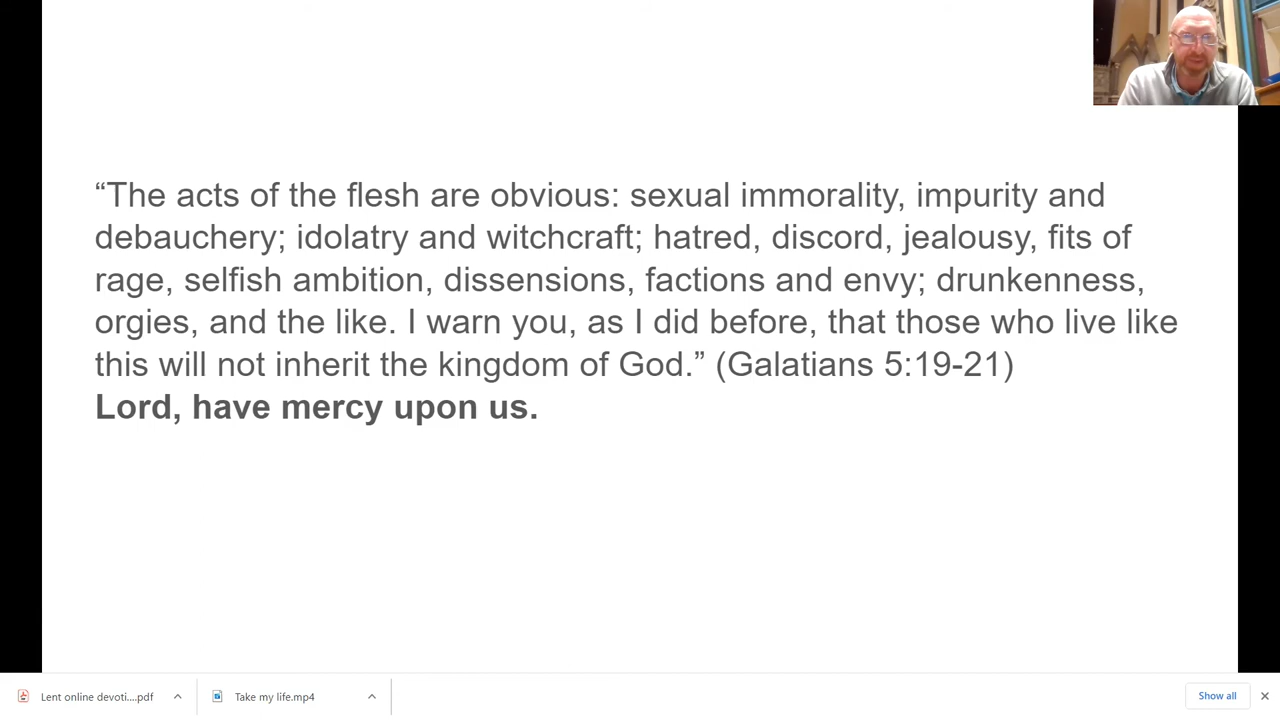 “The acts of the flesh are obvious: sexual immorality, impurity and
debauchery; idolatry and witchcraft; hatred, discord, jealousy, fits of
rage, selfish ambition, dissensions, factions and envy; drunkenness,
orgies, and the like. I warn you, as I did before, that those who live like
this will not inherit the kingdom of God.” (Galatians 5:19-21)
Lord, have mercy upon us.
Lent online devoti....pdf
Take my life.mp4
Show all